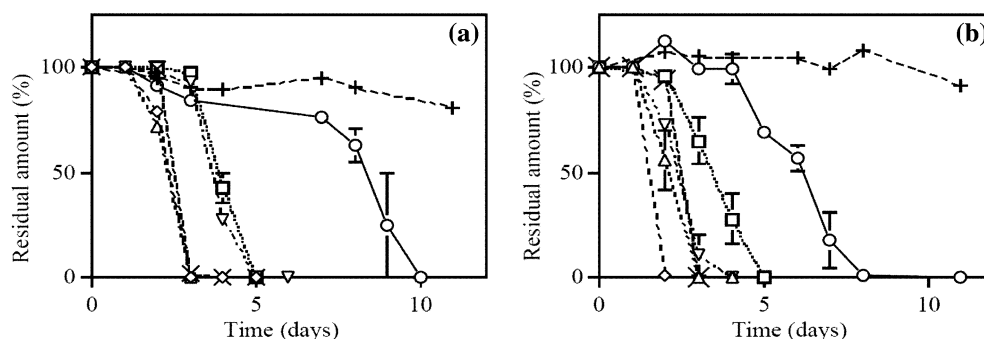 (a) (b)
100 100
50 50
0 0
0 5 10 0 5 10
Time (days) Time (days)
Residual amount (%) Residual amount (%)